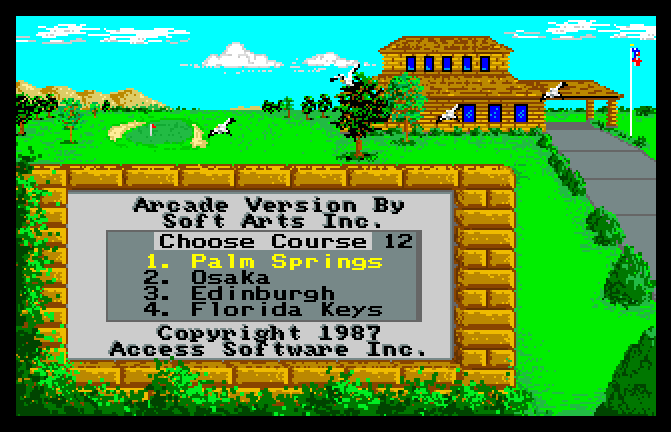 Arcade Version By
Soft Arts Inc.
Choose Course 12
1. Palm Springs
2. Osaka
3. Edinburgh
4. Florida Keys
Copyright 1987
Access Software Inc.